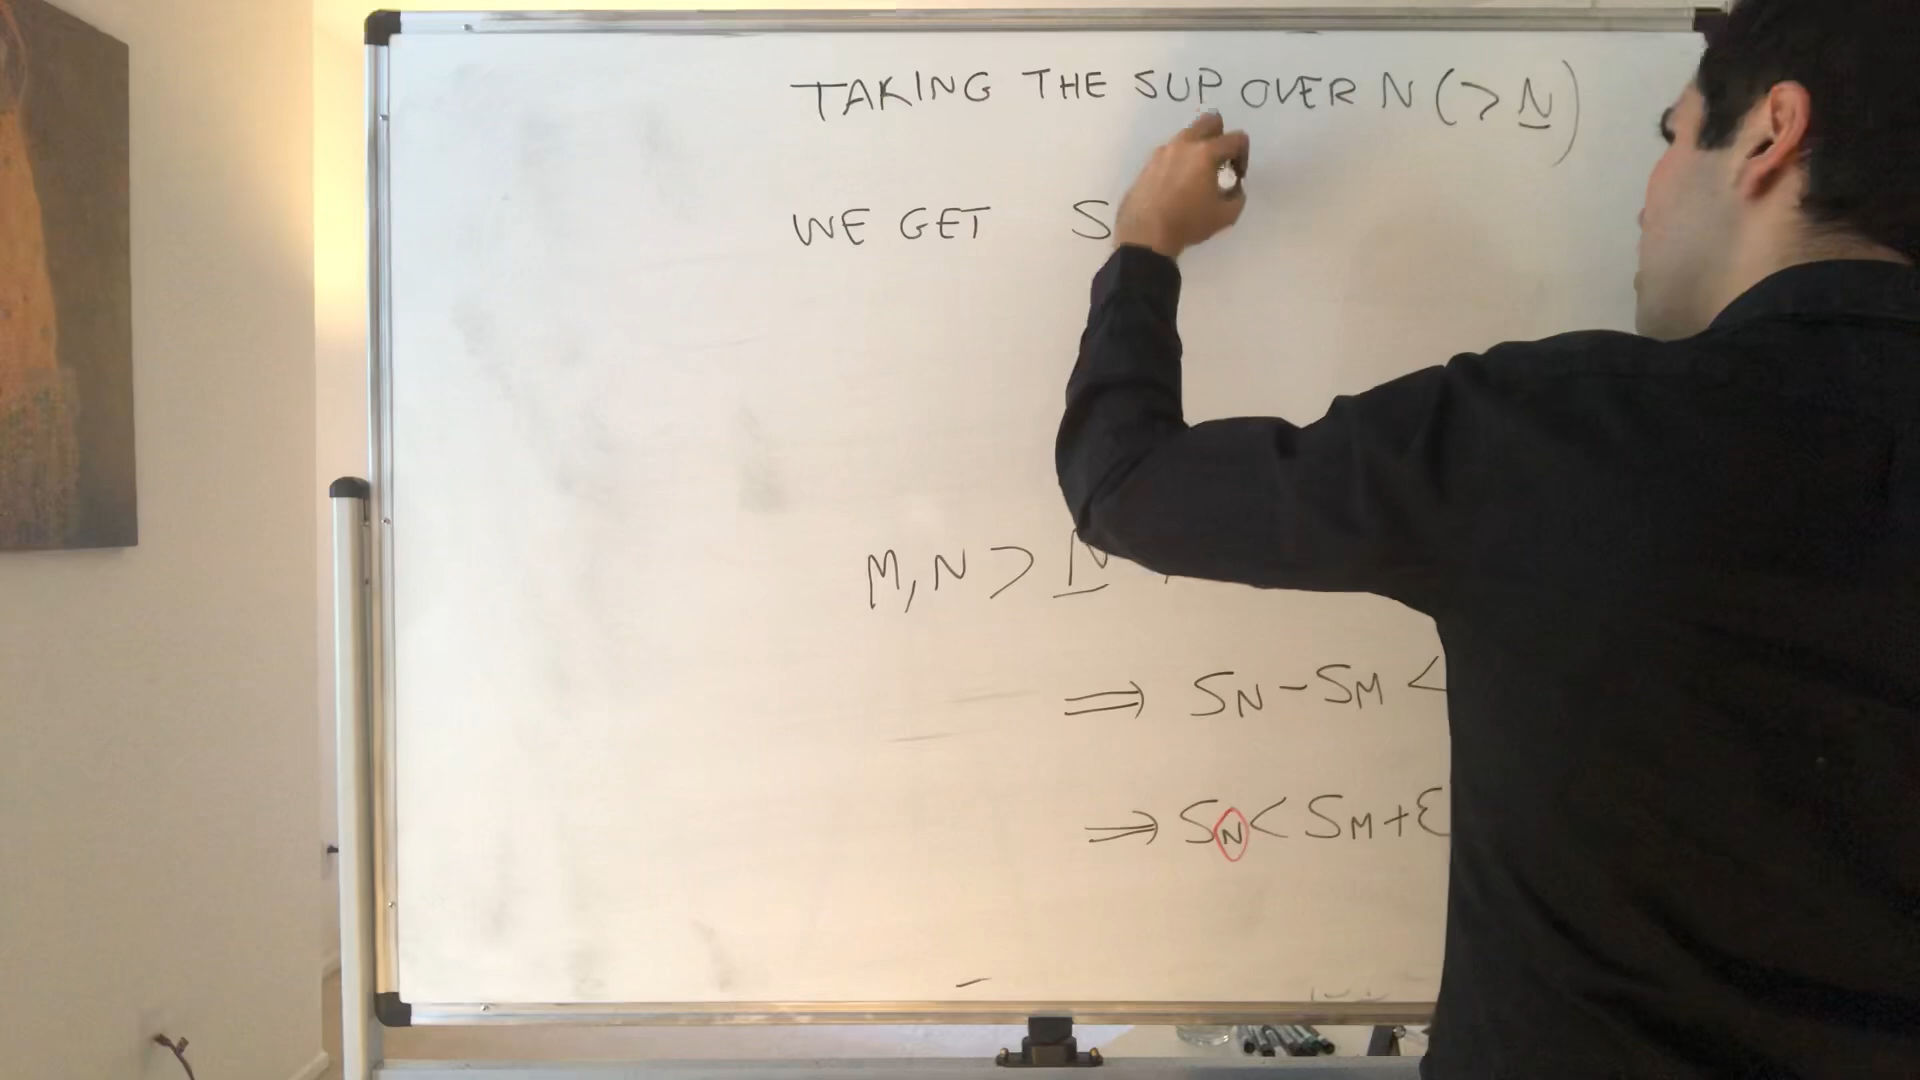 TAKING THE SUP OVER N (> N)
WE GET S
M, N > N
⟹ SN - SM <
⟹ SN < SM + ε